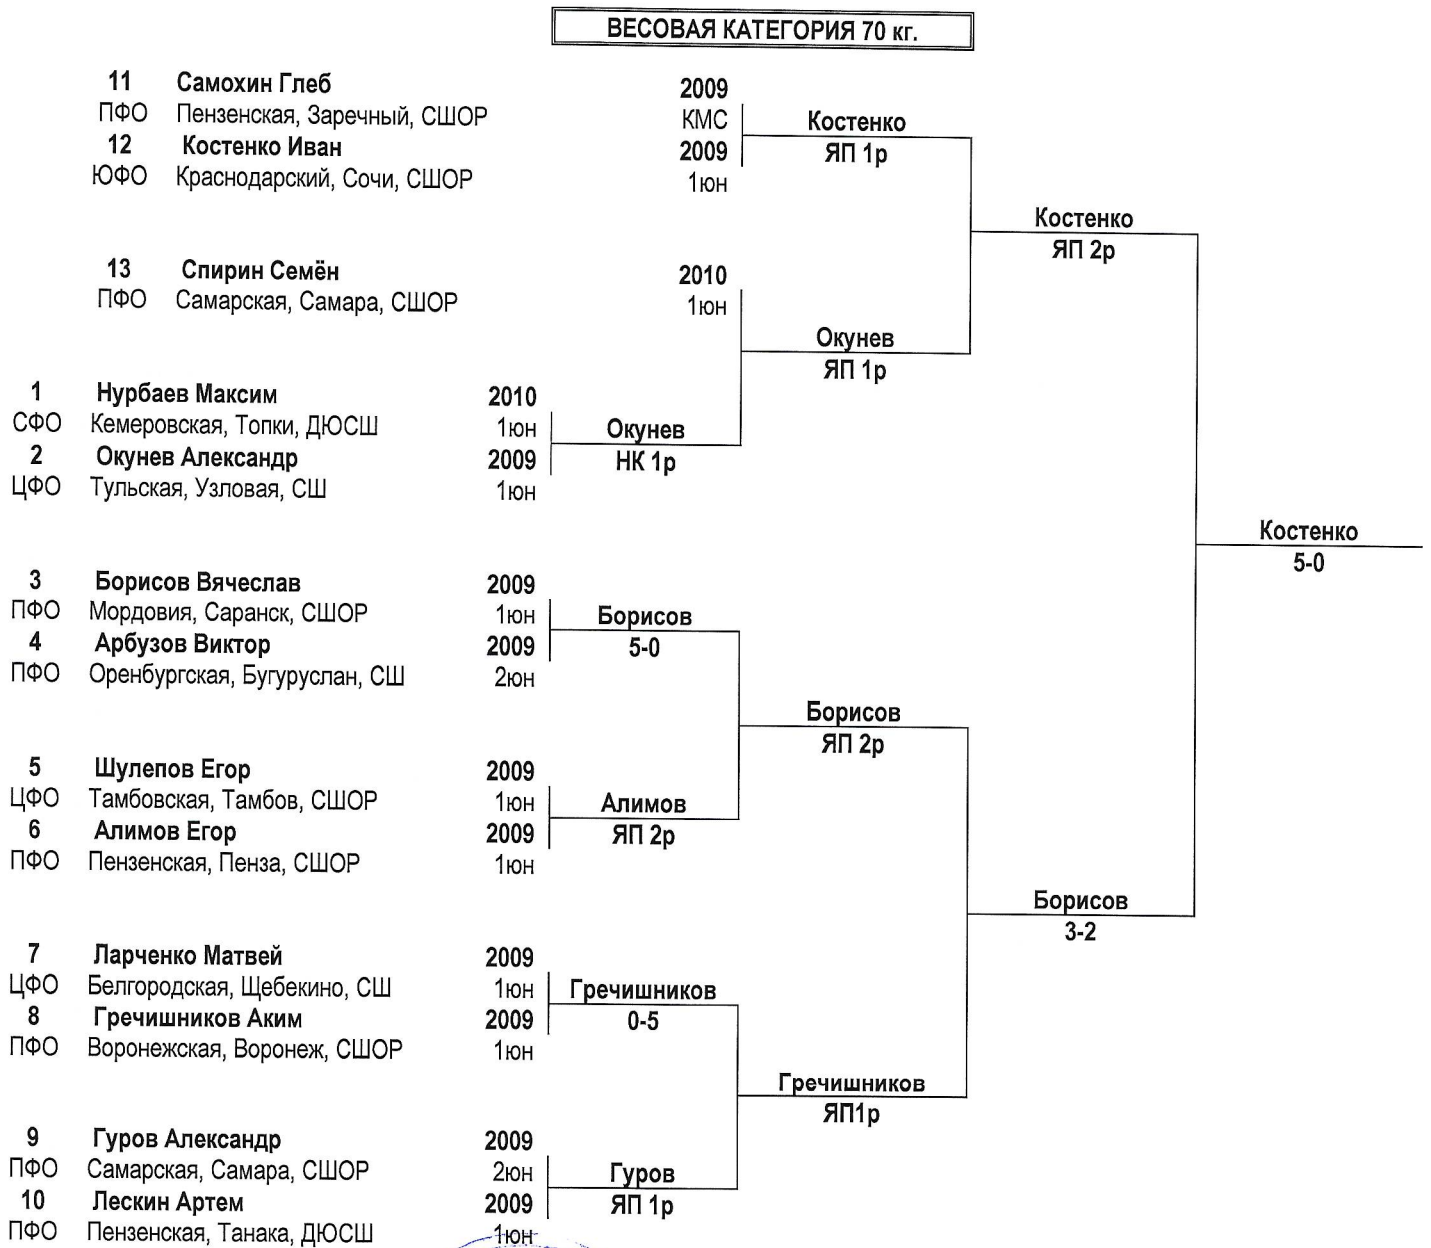 ВЕСОВАЯ КАТЕГОРИЯ 70 кг.
11 Самохин Глеб 2009
ПФО Пензенская, Заречный, СШОР КМС
Костенко
12 Костенко Иван 2009
ЯП 1р
ЮФО Краснодарский, Сочи, СШОР 1юн
Костенко
ЯП 2р
13 Спирин Семён 2010
ПФО Самарская, Самара, СШОР 1юн
Окунев
ЯП 1р
1 Нурбаев Максим 2010
СФО Кемеровская, Топки, ДЮСШ 1юн
Окунев
2 Окунев Александр 2009
НК 1р
ЦФО Тульская, Узловая, СШ 1юн
Костенко
5-0
3 Борисов Вячеслав 2009
ПФО Мордовия, Саранск, СШОР 1юн
Борисов
4 Арбузов Виктор 2009
5-0
ПФО Оренбургская, Бугуруслан, СШ 2юн
Борисов
ЯП 2р
5 Шулепов Егор 2009
ЦФО Тамбовская, Тамбов, СШОР 1юн
Алимов
6 Алимов Егор 2009
ЯП 2р
ПФО Пензенская, Пенза, СШОР 1юн
Борисов
3-2
7 Ларченко Матвей 2009
ЦФО Белгородская, Щебекино, СШ 1юн
Гречишников
8 Гречишников Аким 2009
0-5
ПФО Воронежская, Воронеж, СШОР 1юн
Гречишников
ЯП1р
9 Гуров Александр 2009
ПФО Самарская, Самара, СШОР 2юн
Гуров
10 Лескин Артем 2009
ЯП 1р
ПФО Пензенская, Танака, ДЮСШ 1юн